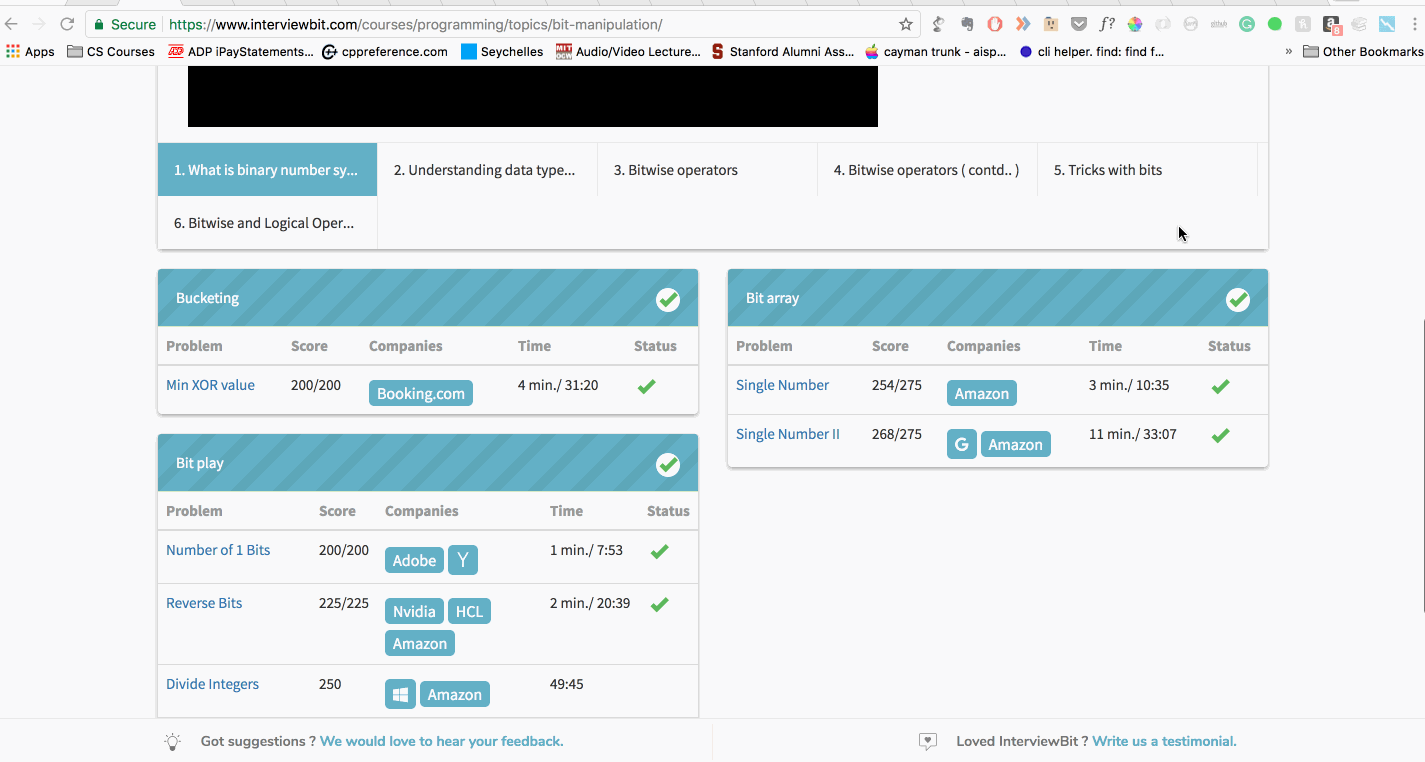 Secure https://www.interviewbit.com/courses/programming/topics/bit-manipulation/
Apps CS Courses ADP iPayStatements... cppreference.com Seychelles Audio/Video Lecture... Stanford Alumni Ass... cayman trunk - aisp... cli helper. find: find f... » Other Bookmarks
1. What is binary number sy... 2. Understanding data type... 3. Bitwise operators 4. Bitwise operators ( contd.. ) 5. Tricks with bits
6. Bitwise and Logical Oper...
Bucketing
Problem Score Companies Time Status
Min XOR value 200/200 Booking.com 4 min./ 31:20
Bit array
Problem Score Companies Time Status
Single Number 254/275 Amazon 3 min./ 10:35
Single Number II 268/275 G Amazon 11 min./ 33:07
Bit play
Problem Score Companies Time Status
Number of 1 Bits 200/200 Adobe Y 1 min./ 7:53
Reverse Bits 225/225 Nvidia HCL 2 min./ 20:39
Amazon
Divide Integers 250 Amazon 49:45
Got suggestions ? We would love to hear your feedback. Loved InterviewBit ? Write us a testimonial.